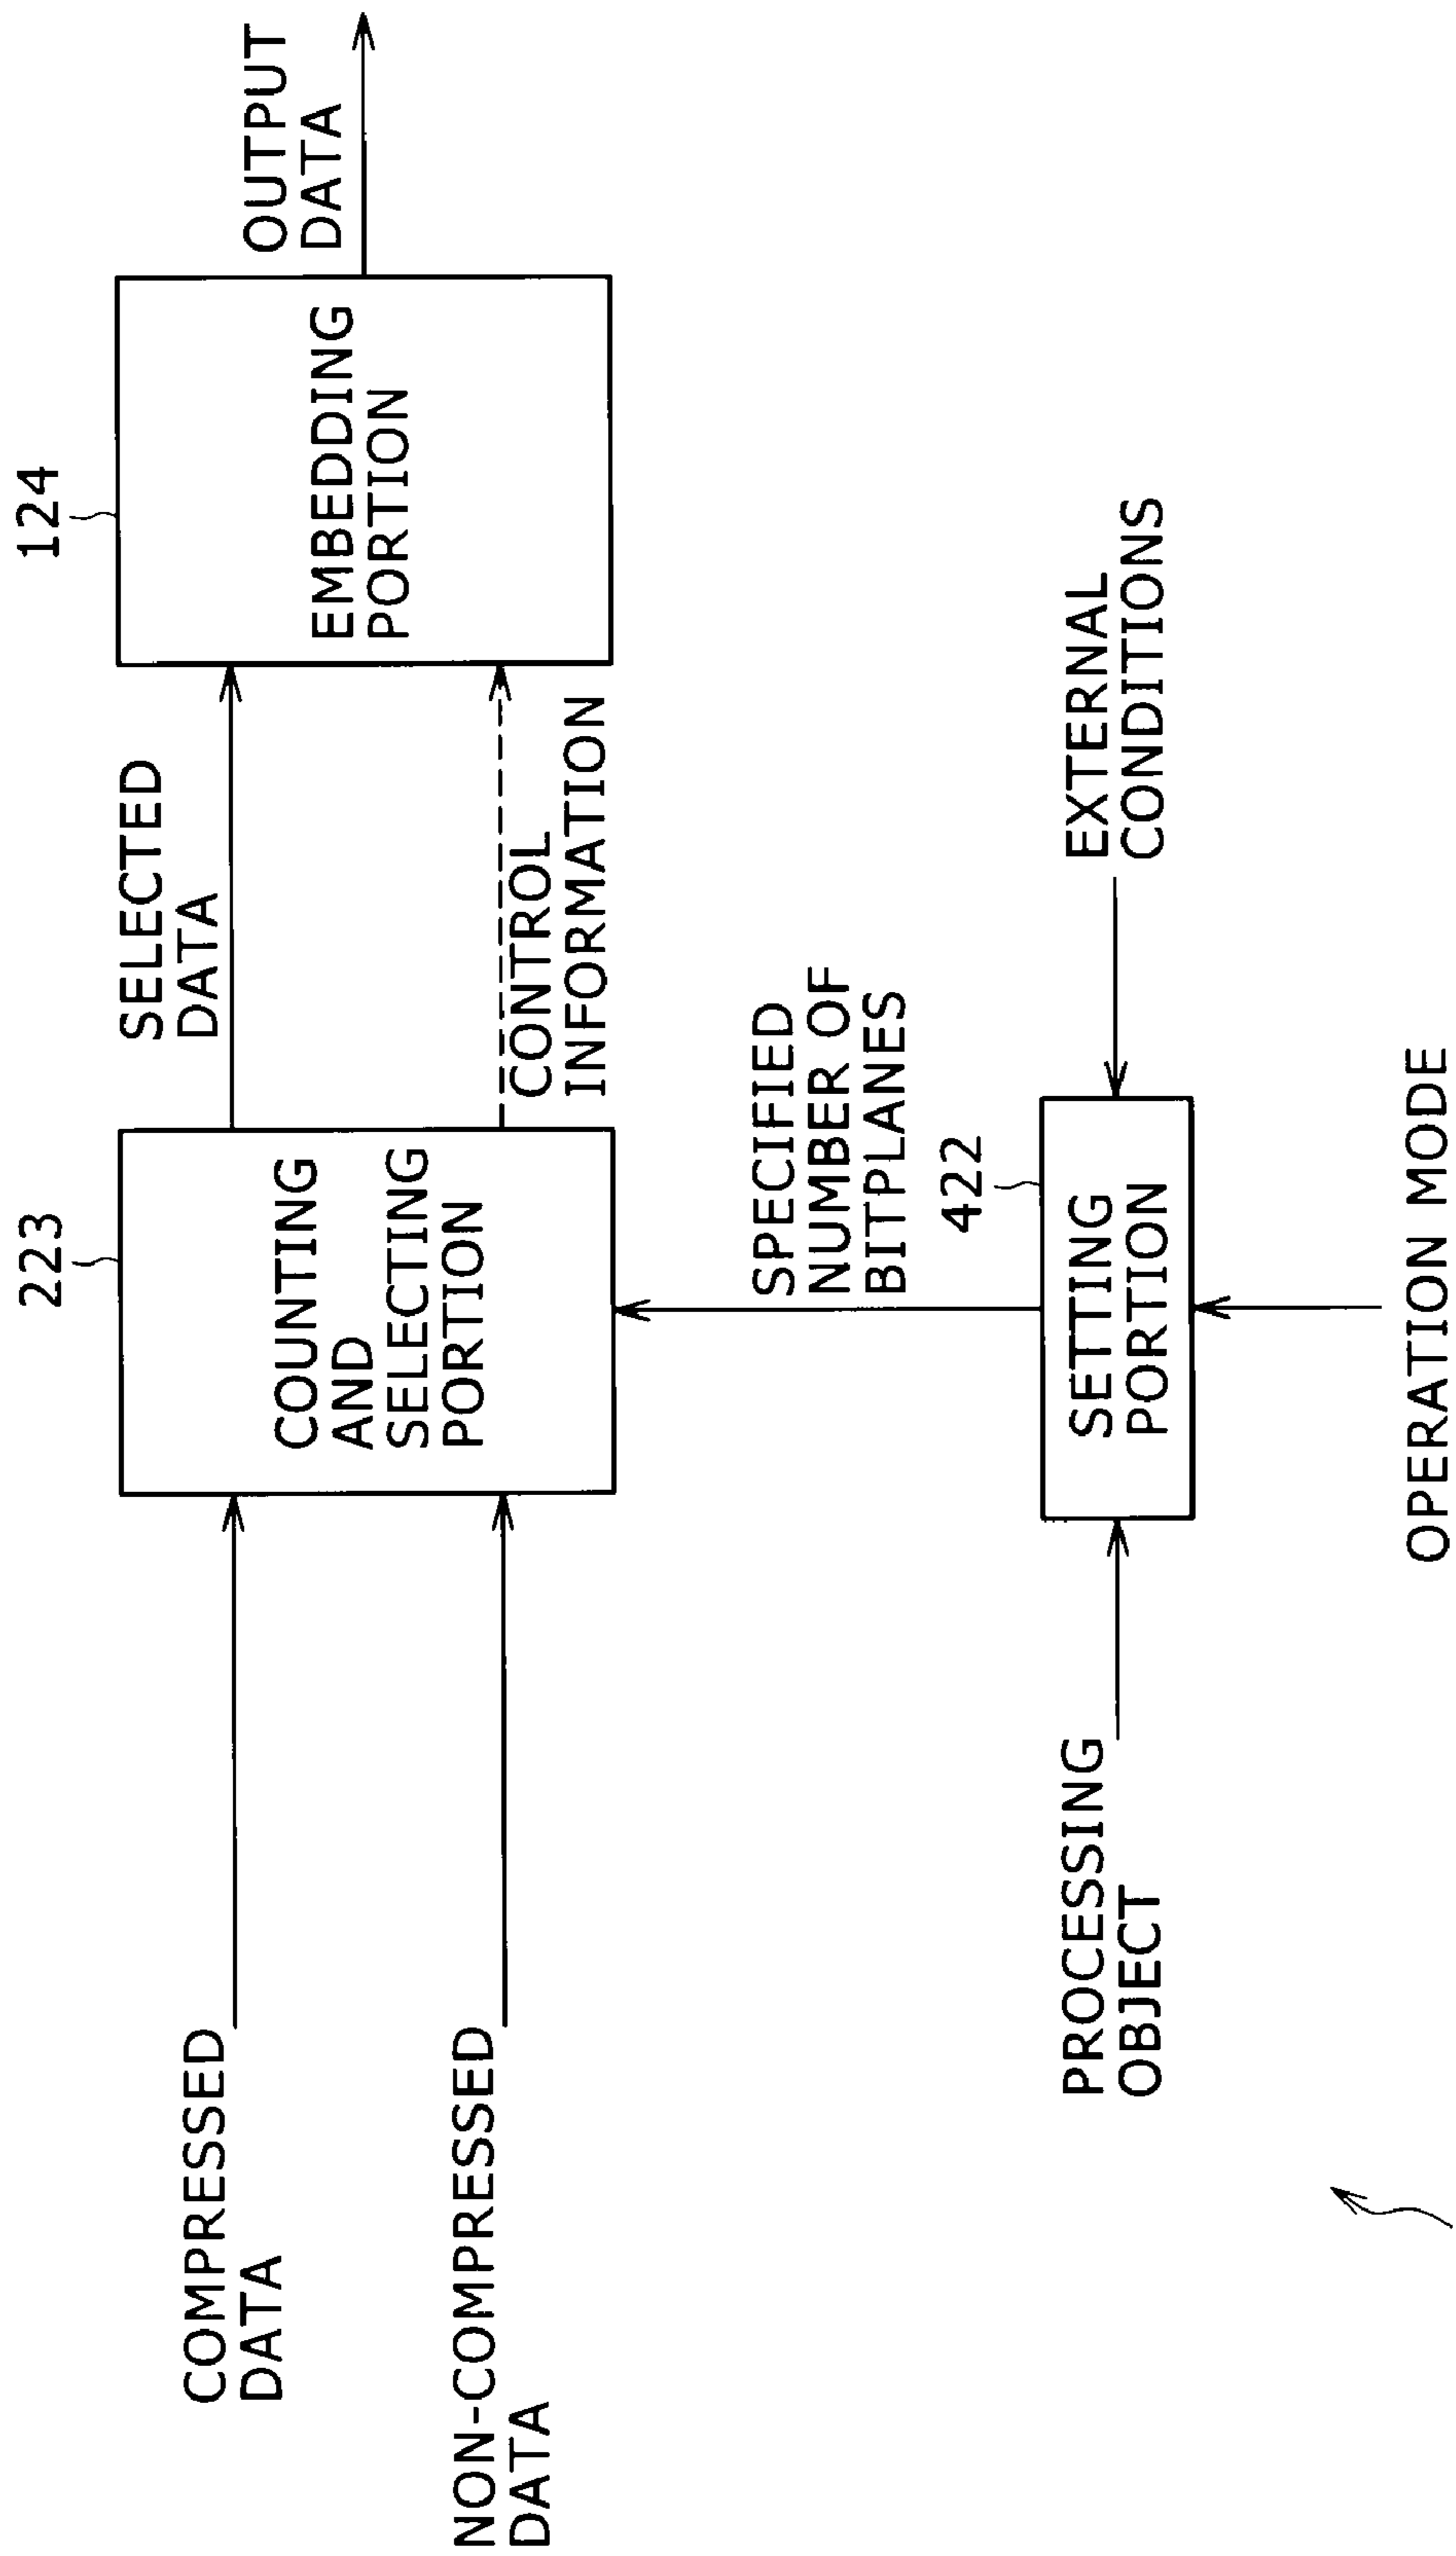 COMPRESSED
DATA
NON-COMPRESSED
DATA
223
COUNTING
AND
SELECTING
PORTION
SELECTED
DATA
CONTROL
INFORMATION
124
EMBEDDING
PORTION
OUTPUT
DATA
SPECIFIED
NUMBER OF
BITPLANES
422
SETTING
PORTION
PROCESSING
OBJECT
EXTERNAL
CONDITIONS
OPERATION MODE